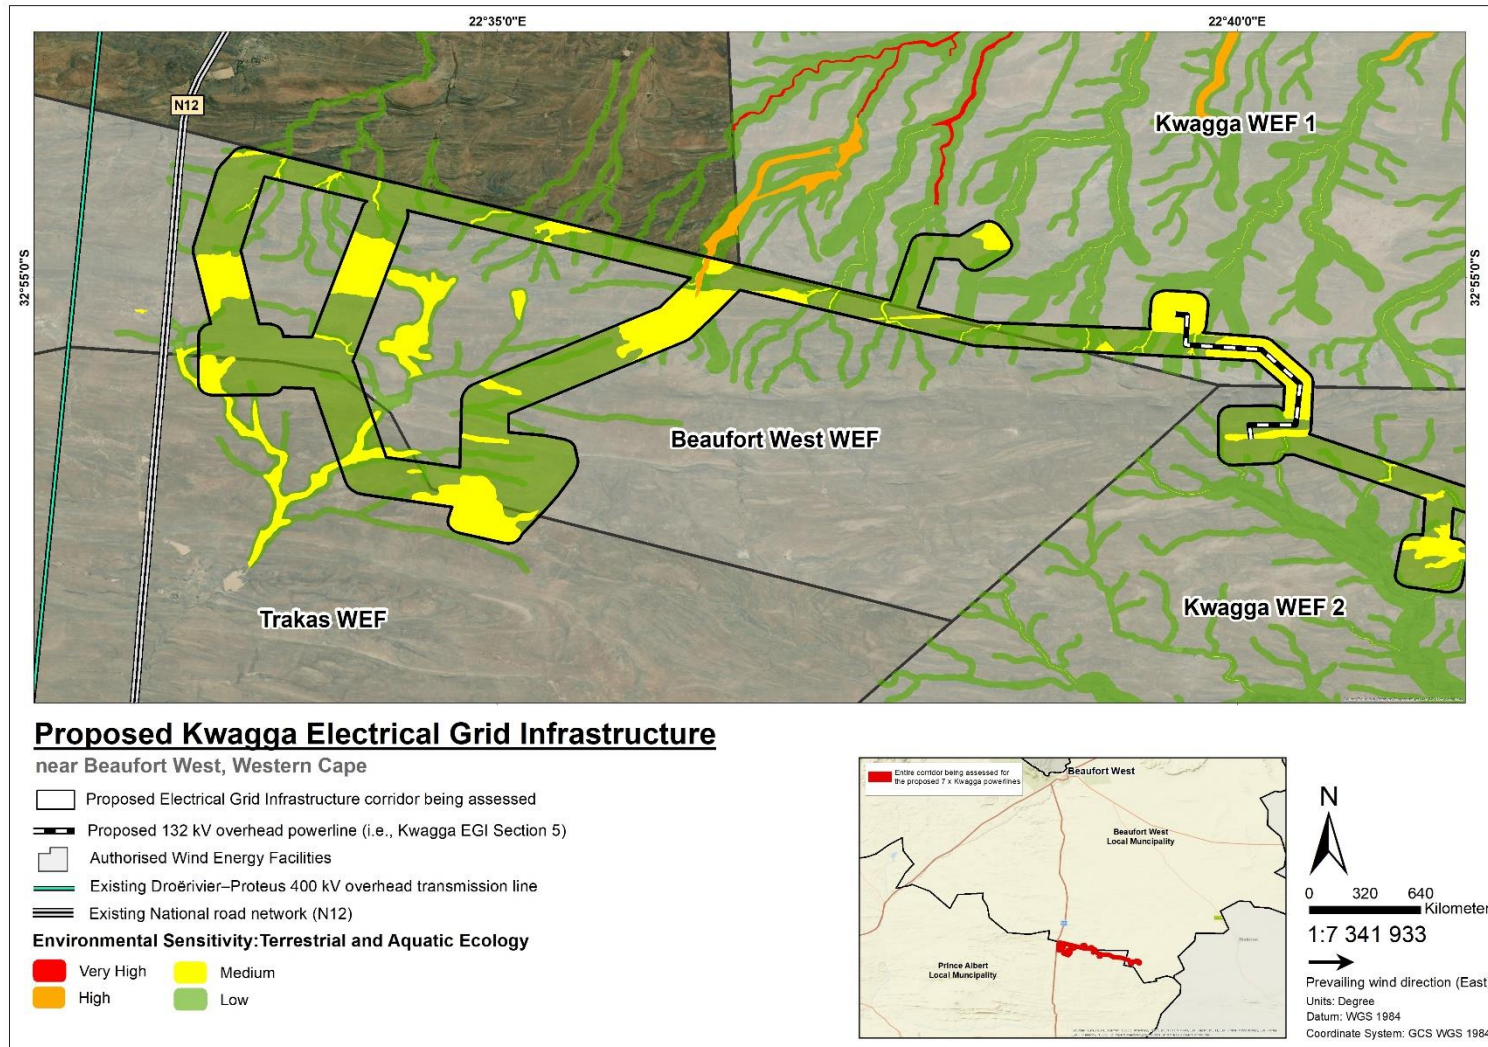 22°35'0"E
22°40'0"E
N12
Kwagga WEF 1
32°55'0"S
32°55'0"S
Beaufort West WEF
Trakas WEF
Kwagga WEF 2
Proposed Kwagga Electrical Grid Infrastructure
near Beaufort West, Western Cape
Proposed Electrical Grid Infrastructure corridor being assessed
Proposed 132 kV overhead powerline (i.e., Kwagga EGI Section 5)
Authorised Wind Energy Facilities
Existing Droërivier–Proteus 400 kV overhead transmission line
Existing National road network (N12)
Environmental Sensitivity:Terrestrial and Aquatic Ecology
Very High
Medium
High
Low
Entire corridor being assessed for
the proposed 7 x Kwagga powerlines
Beaufort West
Beaufort West
Local Muncipality
Prince Albert
Local Muncipality
N
0 320 640
Kilometer
1:7 341 933
Prevailing wind direction (East
Units: Degree
Datum: WGS 1984
Coordinate System: GCS WGS 1984